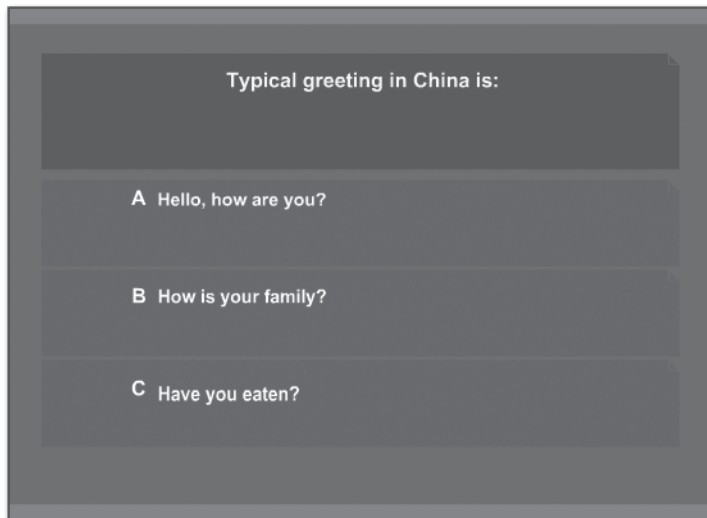 Typical greeting in China is:
A Hello, how are you?
B How is your family?
C Have you eaten?